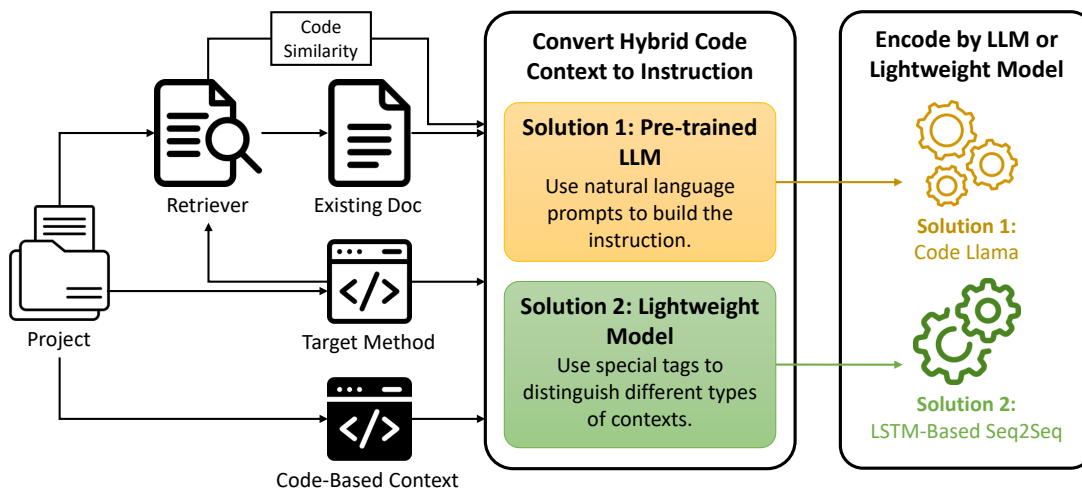 Code
Similarity
Retriever
Existing Doc
Project
Target Method
Code-Based Context
Convert Hybrid Code
Context to Instruction
Solution 1: Pre-trained
LLM
Use natural language
prompts to build the
instruction.
Solution 2: Lightweight
Model
Use special tags to
distinguish different types
of contexts.
Encode by LLM or
Lightweight Model
Solution 1:
Code Llama
Solution 2:
LSTM-Based Seq2Seq